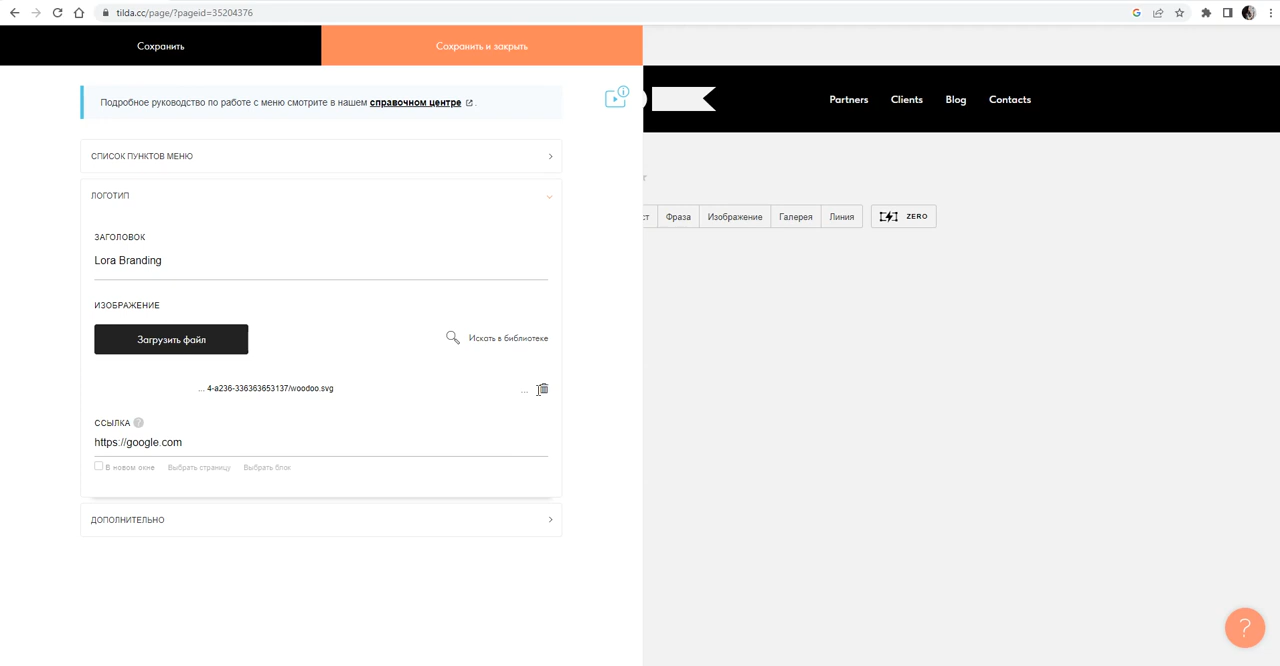 tilda.cc/page/?pageid=35204376
Сохранить
Сохранить и закрыть
Подробное руководство по работе с меню смотрите в нашем справочном центре .
Partners
Clients
Blog
Contacts
СПИСОК ПУНКТОВ МЕНЮ
ЛОГОТИП
ст
Фраза
Изображение
Галерея
Линия
ZERO
ЗАГОЛОВОК
Lora Branding
ИЗОБРАЖЕНИЕ
Загрузить файл
Искать в библиотеке
... 4-a236-336363653137/woodoo.svg
...
ССЫЛКА ?
https://google.com
В новом окне
Выбрать страницу
Выбрать блок
ДОПОЛНИТЕЛЬНО
?